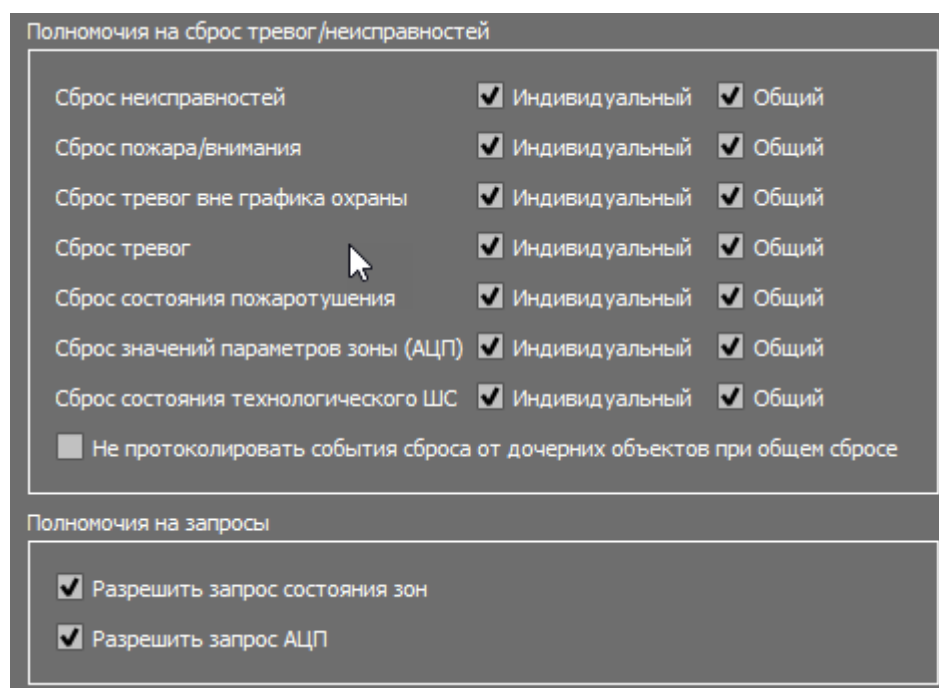 Полномочия на сброс тревог/неисправностей
Сброс неисправностей Индивидуальный Общий
Сброс пожара/внимания Индивидуальный Общий
Сброс тревог вне графика охраны Индивидуальный Общий
Сброс тревог Индивидуальный Общий
Сброс состояния пожаротушения Индивидуальный Общий
Сброс значений параметров зоны (АЦП) Индивидуальный Общий
Сброс состояния технологического ШС Индивидуальный Общий
Не протоколировать события сброса от дочерних объектов при общем сбросе
Полномочия на запросы
Разрешить запрос состояния зон
Разрешить запрос АЦП